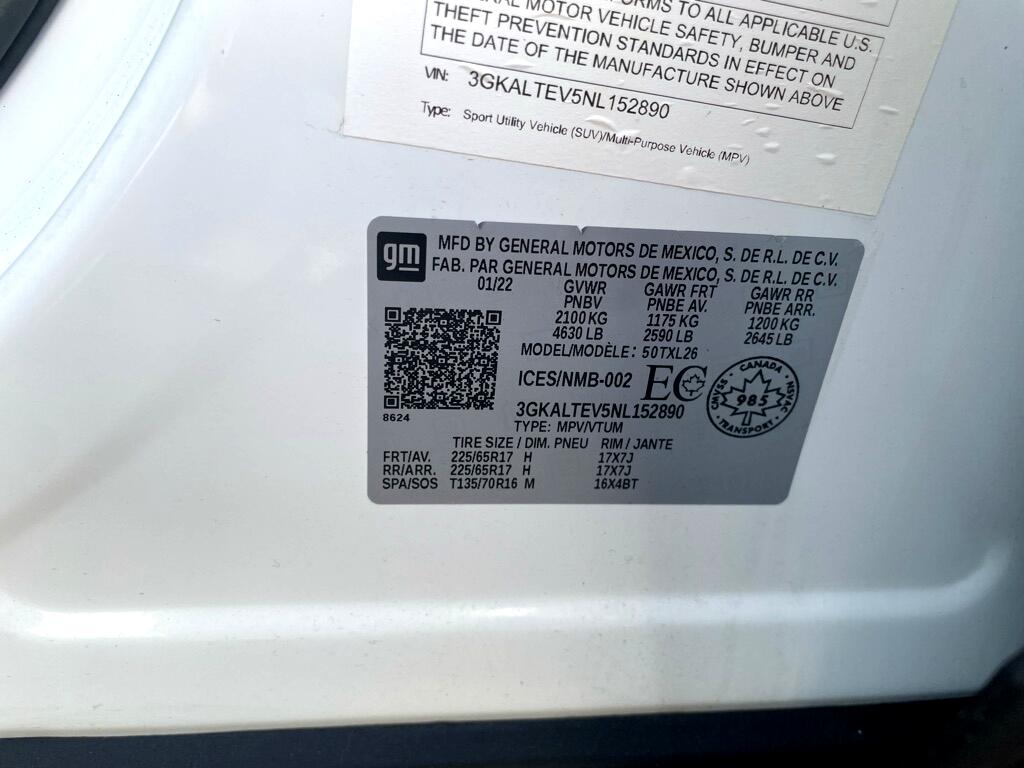 ORMS TO ALL APPLICABLE U.S.
MOTOR VEHICLE SAFETY, BUMPER AND
THEFT PREVENTION STANDARDS IN EFFECT ON
THE DATE OF THE MANUFACTURE SHOWN ABOVE
VIN: 3GKALTEV5NL152890
Type: Sport Utility Vehicle (SUV)/Multi-Purpose Vehicle (MPV)
gm
MFD BY GENERAL MOTORS DE MEXICO, S. DE R.L. DE C.V.
FAB. PAR GENERAL MOTORS DE MEXICO, S. DE R.L. DE C.V.
01/22 GVWR GAWR FRT GAWR RR
PNBV PNBE AV. PNBE ARR.
2100 KG 1175 KG 1200 KG
4630 LB 2590 LB 2645 LB
MODEL/MODÈLE: 50TXL26
ICES/NMB-002 EC
CANADA NSVAC TRANSPORT SNVAC
985
3GKALTEV5NL152890
8624
TYPE: MPV/VTUM
TIRE SIZE / DIM. PNEU RIM / JANTE
FRT/AV. 225/65R17 H 17X7J
RR/ARR. 225/65R17 H 17X7J
SPA/SOS T135/70R16 M 16X4BT